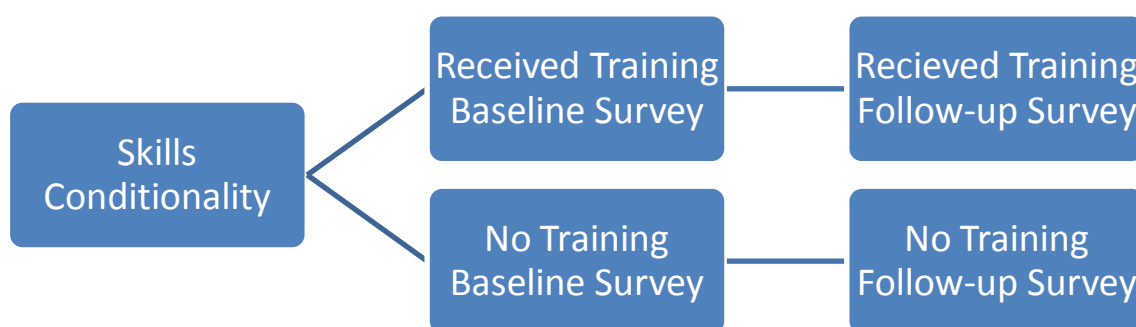 Skills
Conditionality
Received Training
Baseline Survey
Recieved Training
Follow-up Survey
No Training
Baseline Survey
No Training
Follow-up Survey